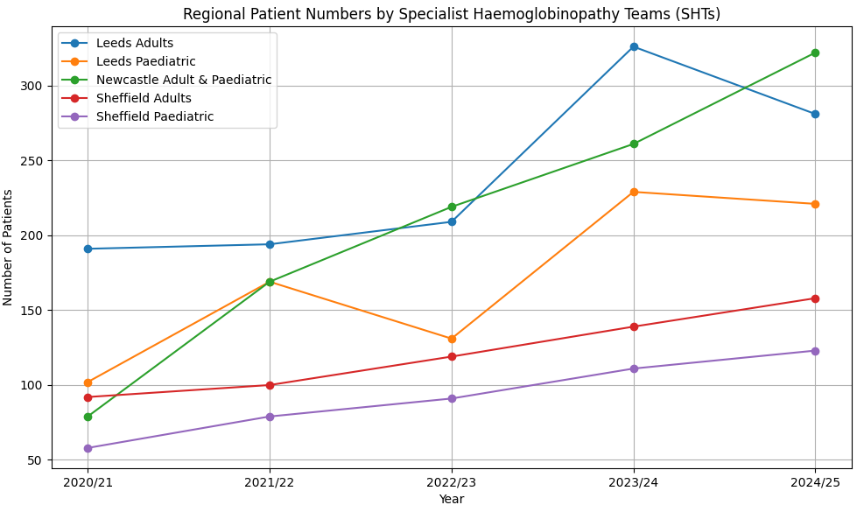 Regional Patient Numbers by Specialist Haemoglobinopathy Teams (SHTs)
Leeds Adults
Leeds Paediatric
Newcastle Adult & Paediatric
Sheffield Adults
Sheffield Paediatric
Number of Patients
300
250
200
150
100
50
2020/21 2021/22 2022/23 2023/24 2024/25
Year